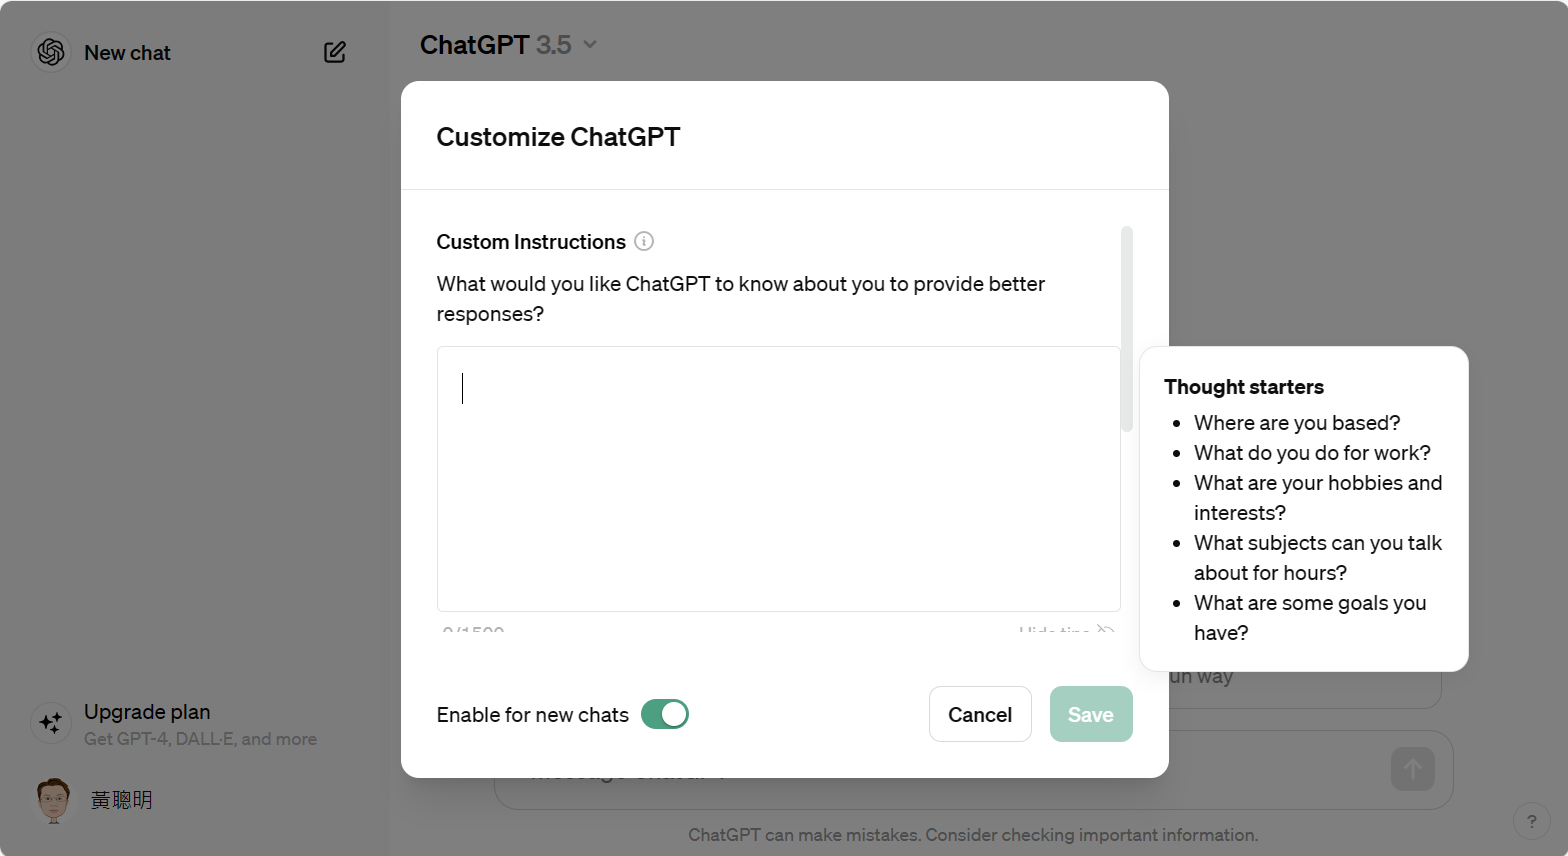 New chat
ChatGPT 3.5
Customize ChatGPT
Custom Instructions
What would you like ChatGPT to know about you to provide better
responses?
0/1500
Hide tips
Thought starters
Where are you based?
What do you do for work?
What are your hobbies and
interests?
What subjects can you talk
about for hours?
What are some goals you
have?
way
Enable for new chats
Cancel
Save
Upgrade plan
Get GPT-4, DALL·E, and more
黃聰明
ChatGPT can make mistakes. Consider checking important information.
?